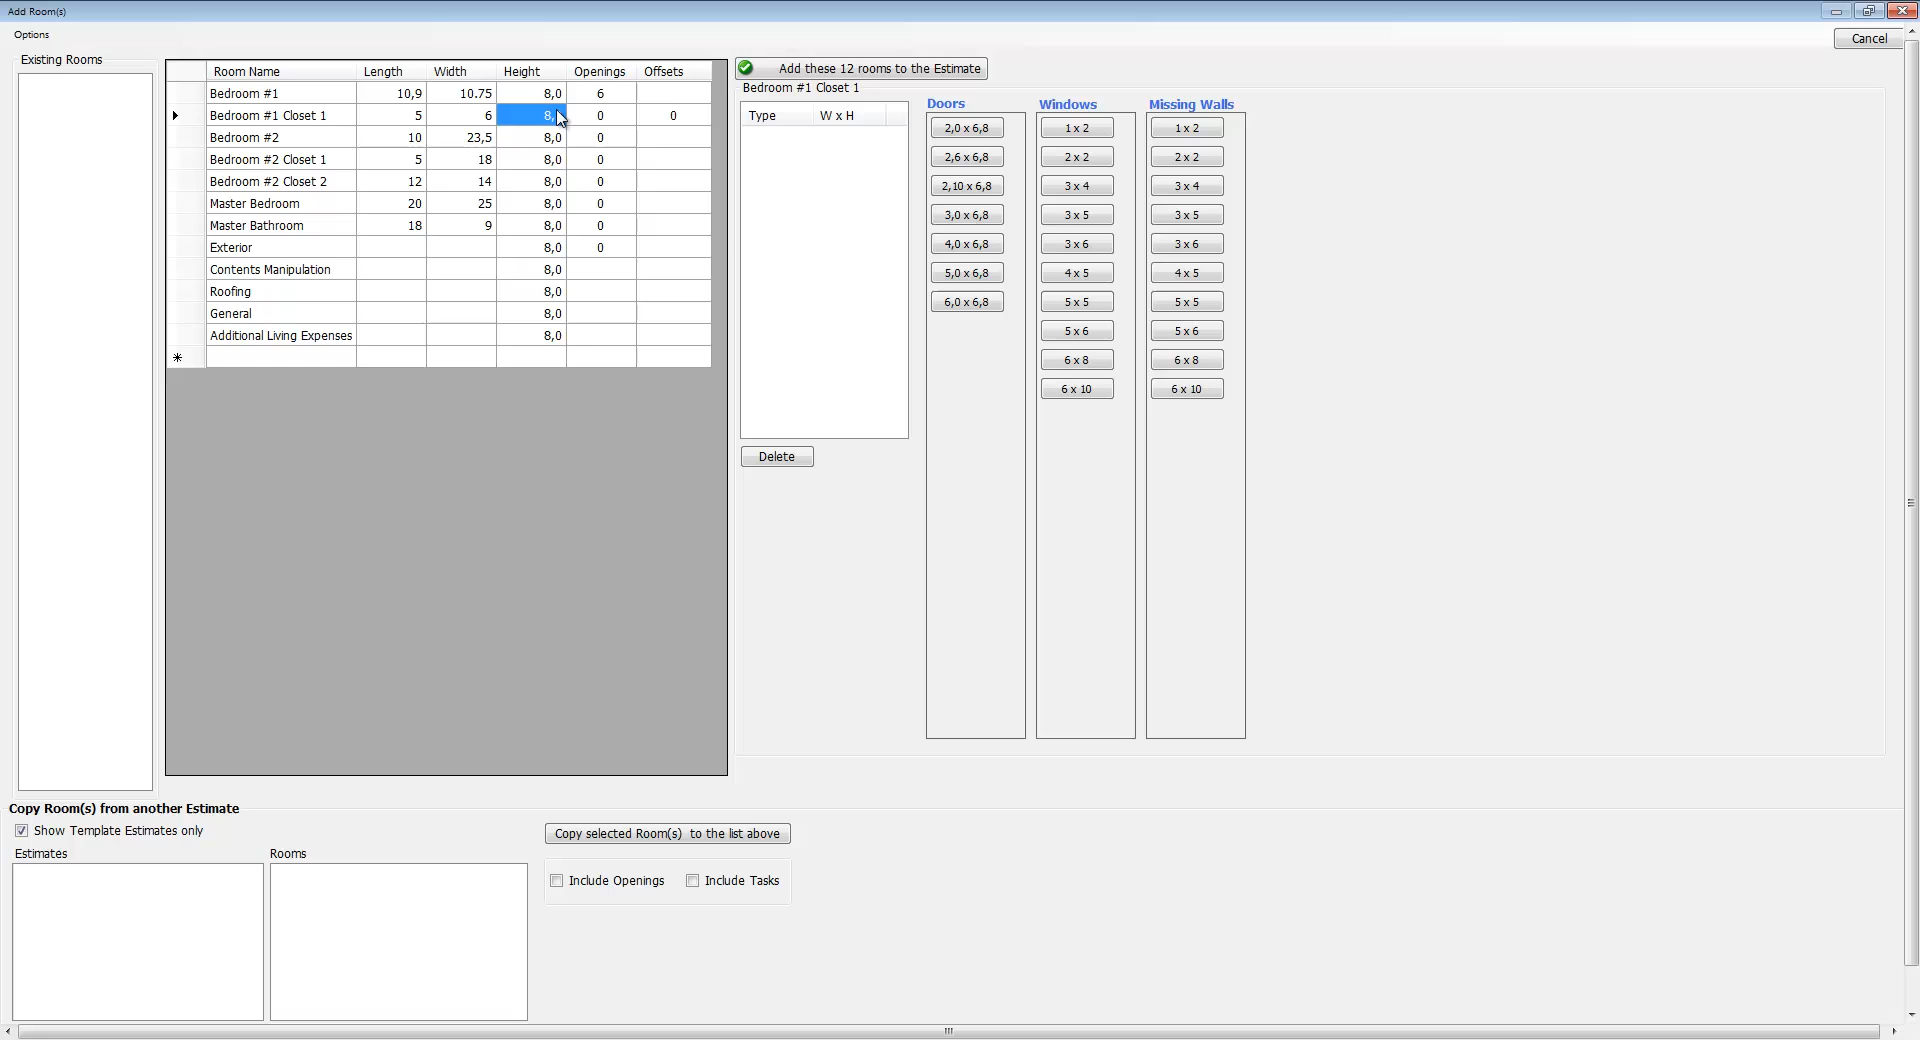 Add Room(s)
Options
Cancel
Existing Rooms
Room Name Length Width Height Openings Offsets
Bedroom #1 10,9 10.75 8,0 6
Bedroom #1 Closet 1 5 6 8, 0 0
Bedroom #2 10 23,5 8,0 0
Bedroom #2 Closet 1 5 18 8,0 0
Bedroom #2 Closet 2 12 14 8,0 0
Master Bedroom 20 25 8,0 0
Master Bathroom 18 9 8,0 0
Exterior 8,0 0
Contents Manipulation 8,0
Roofing 8,0
General 8,0
Additional Living Expenses 8,0
Add these 12 rooms to the Estimate
Bedroom #1 Closet 1
Type W x H
Delete
Doors
2,0 x 6,8
2,6 x 6,8
2,10 x 6,8
3,0 x 6,8
4,0 x 6,8
5,0 x 6,8
6,0 x 6,8
Windows
1 x 2
2 x 2
3 x 4
3 x 5
3 x 6
4 x 5
5 x 5
5 x 6
6 x 8
6 x 10
Missing Walls
1 x 2
2 x 2
3 x 4
3 x 5
3 x 6
4 x 5
5 x 5
5 x 6
6 x 8
6 x 10
Copy Room(s) from another Estimate
Show Template Estimates only
Estimates
Rooms
Copy selected Room(s) to the list above
Include Openings
Include Tasks